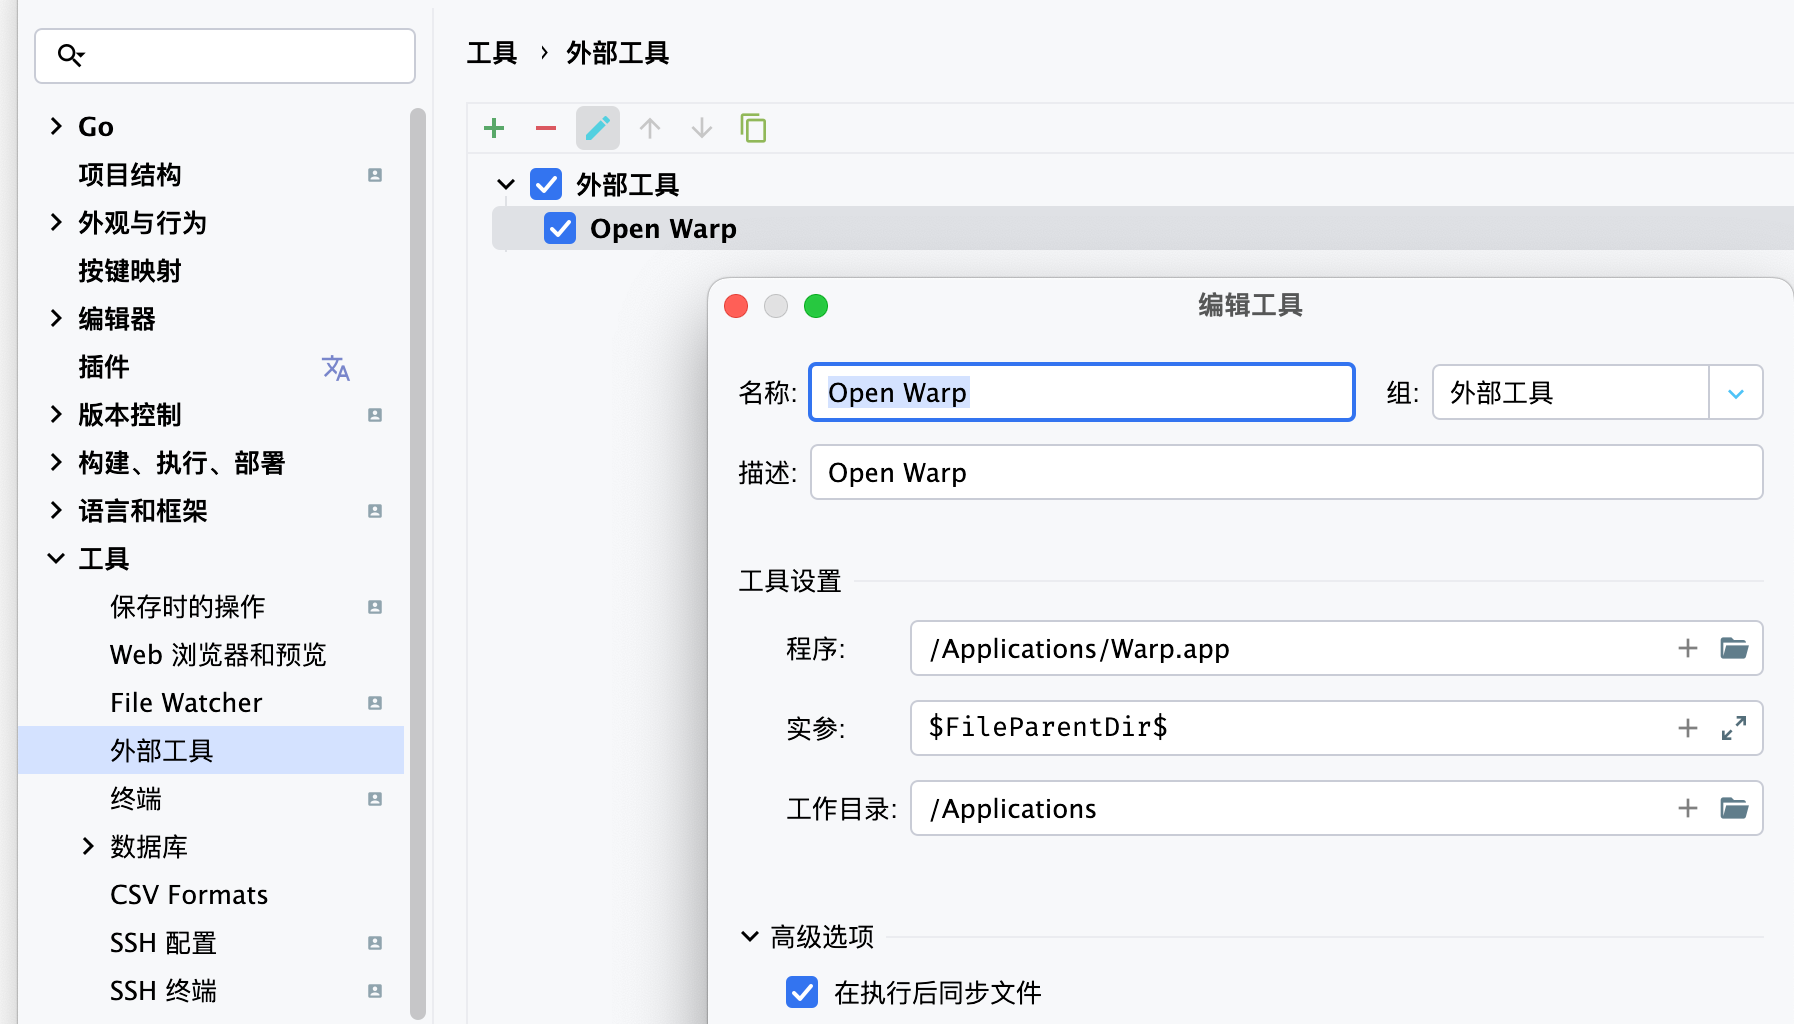 Go
项目结构
外观与行为
按键映射
编辑器
插件
版本控制
构建、执行、部署
语言和框架
工具
保存时的操作
Web 浏览器和预览
File Watcher
外部工具
终端
数据库
CSV Formats
SSH 配置
SSH 终端
工具 › 外部工具
外部工具
Open Warp
编辑工具
名称: Open Warp 组: 外部工具
描述: Open Warp
工具设置
程序: /Applications/Warp.app
实参: $FileParentDir$
工作目录: /Applications
高级选项
在执行后同步文件